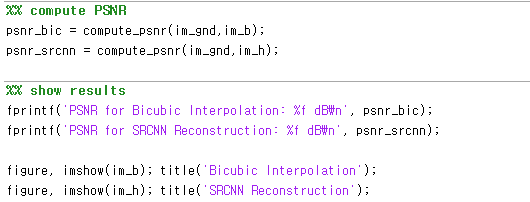 %% compute PSNR
psnr_bic = compute_psnr(im_gnd,im_b);
psnr_srcnn = compute_psnr(im_gnd,im_h);
%% show results
fprintf('PSNR for Bicubic Interpolation: %f dB₩n', psnr_bic);
fprintf('PSNR for SRCNN Reconstruction: %f dB₩n', psnr_srcnn);
figure, imshow(im_b); title('Bicubic Interpolation');
figure, imshow(im_h); title('SRCNN Reconstruction');